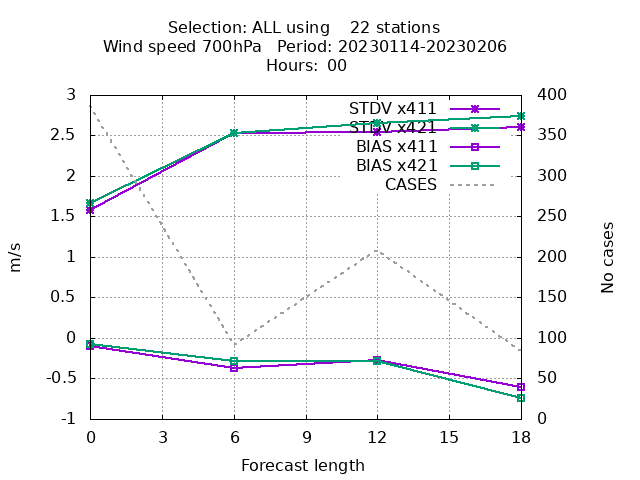 Selection: ALL using    22 stations
Wind speed 700hPa   Period: 20230114-20230206
Hours:  00
3
2.5
2
1.5
1
0.5
0
-0.5
-1
400
350
300
250
200
150
100
50
0
STDV x411
STDV x421
BIAS x411
BIAS x421
CASES
m/s
No cases
0
3
6
9
12
15
18
Forecast length